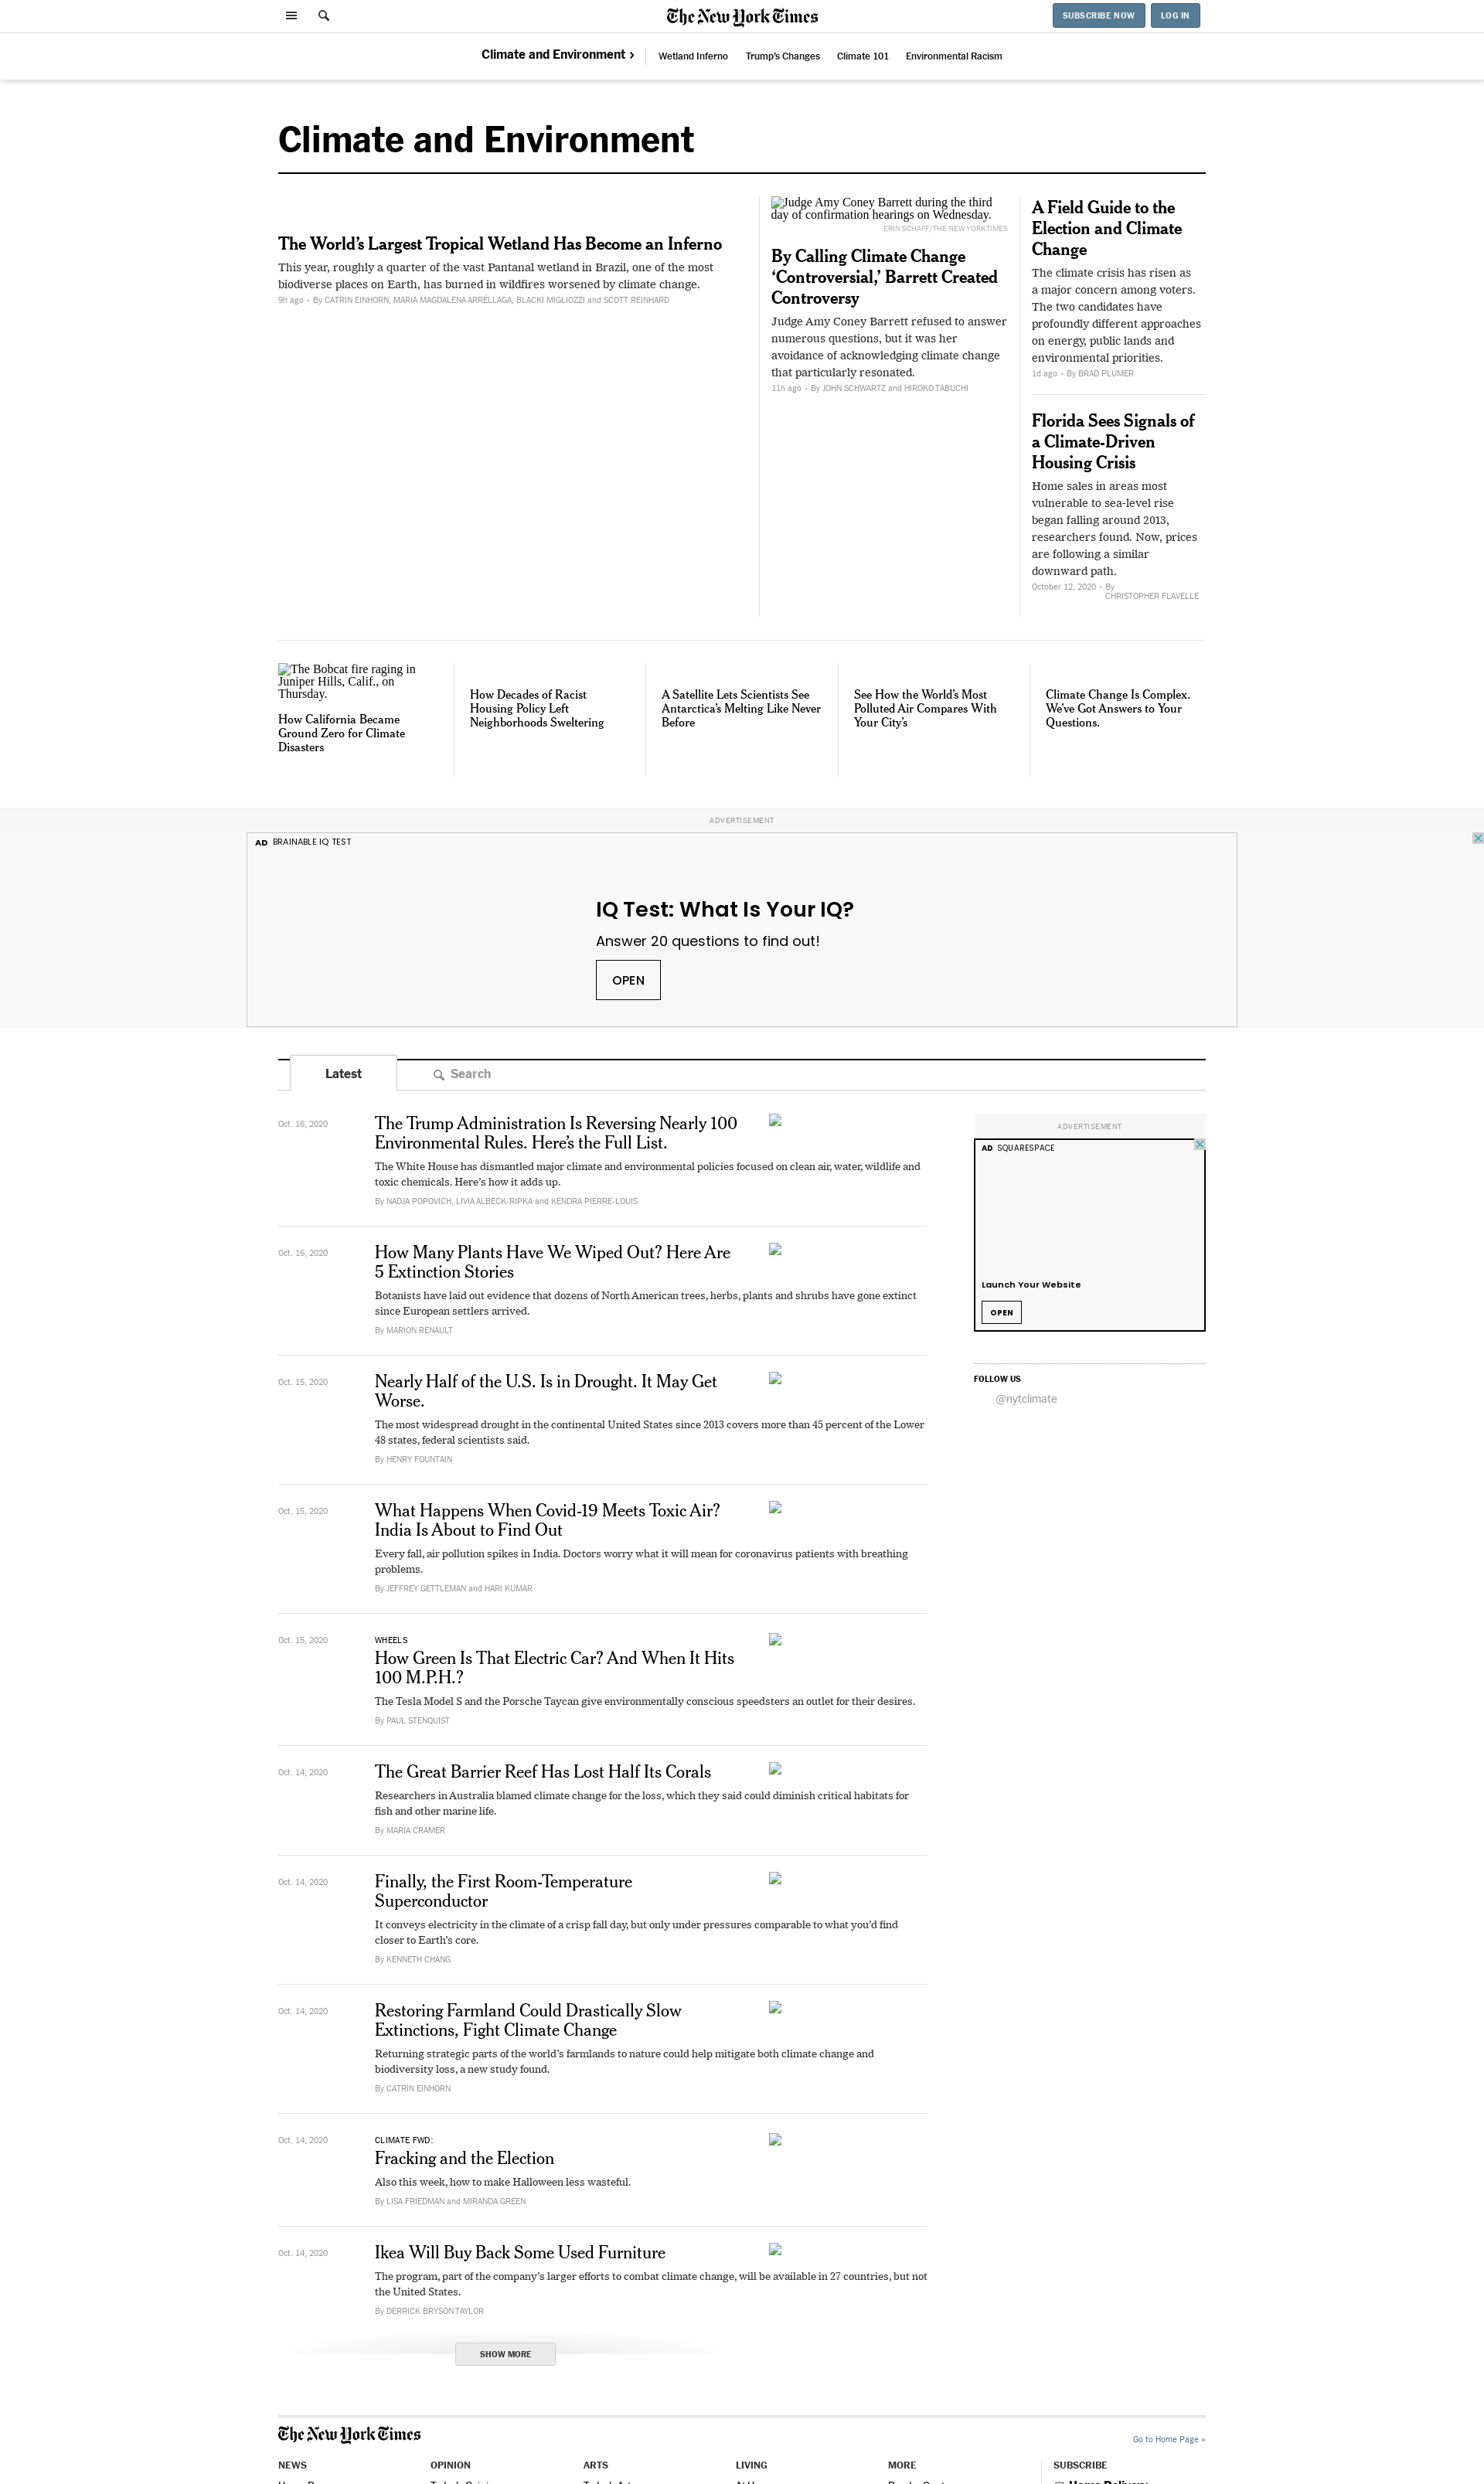 The New York Times
SUBSCRIBE NOW
LOG IN
Climate and Environment ›
Wetland Inferno
Trump's Changes
Climate 101
Environmental Racism
Climate and Environment
The World's Largest Tropical Wetland Has Become an Inferno
This year, roughly a quarter of the vast Pantanal wetland in Brazil, one of the most
biodiverse places on Earth, has burned in wildfires worsened by climate change.
9h ago • By CATRIN EINHORN, MARIA MAGDALENA ARRÉLLAGA, BLACKI MIGLIOZZI and SCOTT REINHARD
Judge Amy Coney Barrett during the third
day of confirmation hearings on Wednesday.
ERIN SCHAFF/THE NEW YORK TIMES
By Calling Climate Change
'Controversial,' Barrett Created
Controversy
Judge Amy Coney Barrett refused to answer
numerous questions, but it was her
avoidance of acknowledging climate change
that particularly resonated.
11h ago • By JOHN SCHWARTZ and HIROKO TABUCHI
A Field Guide to the
Election and Climate
Change
The climate crisis has risen as
a major concern among voters.
The two candidates have
profoundly different approaches
on energy, public lands and
environmental priorities.
1d ago • By BRAD PLUMER
Florida Sees Signals of
a Climate-Driven
Housing Crisis
Home sales in areas most
vulnerable to sea-level rise
began falling around 2013,
researchers found. Now, prices
are following a similar
downward path.
October 12, 2020 • By
CHRISTOPHER FLAVELLE
The Bobcat fire raging in
Juniper Hills, Calif., on
Thursday.
How California Became
Ground Zero for Climate
Disasters
How Decades of Racist
Housing Policy Left
Neighborhoods Sweltering
A Satellite Lets Scientists See
Antarctica's Melting Like Never
Before
See How the World's Most
Polluted Air Compares With
Your City's
Climate Change Is Complex.
We've Got Answers to Your
Questions.
ADVERTISEMENT
AD BRAINABLE IQ TEST
IQ Test: What Is Your IQ?
Answer 20 questions to find out!
OPEN
Latest
Search
Oct. 16, 2020
The Trump Administration Is Reversing Nearly 100
Environmental Rules. Here's the Full List.
The White House has dismantled major climate and environmental policies focused on clean air, water, wildlife and
toxic chemicals. Here's how it adds up.
By NADJA POPOVICH, LIVIA ALBECK-RIPKA and KENDRA PIERRE-LOUIS
ADVERTISEMENT
AD SQUARESPACE
Launch Your Website
OPEN
FOLLOW US
@nytclimate
Oct. 16, 2020
How Many Plants Have We Wiped Out? Here Are
5 Extinction Stories
Botanists have laid out evidence that dozens of North American trees, herbs, plants and shrubs have gone extinct
since European settlers arrived.
By MARION RENAULT
Oct. 15, 2020
Nearly Half of the U.S. Is in Drought. It May Get
Worse.
The most widespread drought in the continental United States since 2013 covers more than 45 percent of the Lower
48 states, federal scientists said.
By HENRY FOUNTAIN
Oct. 15, 2020
What Happens When Covid-19 Meets Toxic Air?
India Is About to Find Out
Every fall, air pollution spikes in India. Doctors worry what it will mean for coronavirus patients with breathing
problems.
By JEFFREY GETTLEMAN and HARI KUMAR
Oct. 15, 2020
WHEELS
How Green Is That Electric Car? And When It Hits
100 M.P.H.?
The Tesla Model S and the Porsche Taycan give environmentally conscious speedsters an outlet for their desires.
By PAUL STENQUIST
Oct. 14, 2020
The Great Barrier Reef Has Lost Half Its Corals
Researchers in Australia blamed climate change for the loss, which they said could diminish critical habitats for
fish and other marine life.
By MARIA CRAMER
Oct. 14, 2020
Finally, the First Room-Temperature
Superconductor
It conveys electricity in the climate of a crisp fall day, but only under pressures comparable to what you'd find
closer to Earth's core.
By KENNETH CHANG
Oct. 14, 2020
Restoring Farmland Could Drastically Slow
Extinctions, Fight Climate Change
Returning strategic parts of the world's farmlands to nature could help mitigate both climate change and
biodiversity loss, a new study found.
By CATRIN EINHORN
Oct. 14, 2020
CLIMATE FWD:
Fracking and the Election
Also this week, how to make Halloween less wasteful.
By LISA FRIEDMAN and MIRANDA GREEN
Oct. 14, 2020
Ikea Will Buy Back Some Used Furniture
The program, part of the company's larger efforts to combat climate change, will be available in 27 countries, but not
the United States.
By DERRICK BRYSON TAYLOR
SHOW MORE
The New York Times
Go to Home Page »
NEWS
OPINION
ARTS
LIVING
MORE
SUBSCRIBE